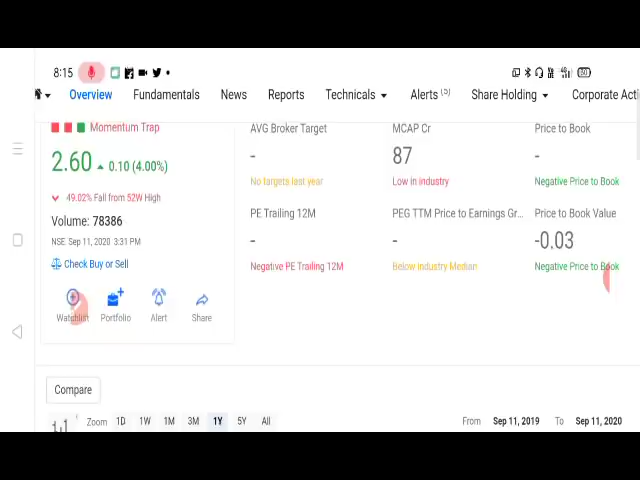 8:15
Overview Fundamentals News Reports Technicals Alerts (5) Share Holding Corporate Acti
Momentum Trap
2.60 0.10 (4.00%)
49.02% Fall from 52W High
Volume: 78386
NSE Sep 11, 2020 3:31 PM
Check Buy or Sell
Watchlist Portfolio Alert Share
AVG Broker Target
-
No targets last year
MCAP Cr
87
Low in industry
Price to Book
-
Negative Price to Book
PE Trailing 12M
-
Negative PE Trailing 12M
PEG TTM Price to Earnings Gr...
-
Below industry Median
Price to Book Value
-0.03
Negative Price to Book
Compare
Zoom 1D 1W 1M 3M 1Y 5Y All
From Sep 11, 2019 To Sep 11, 2020